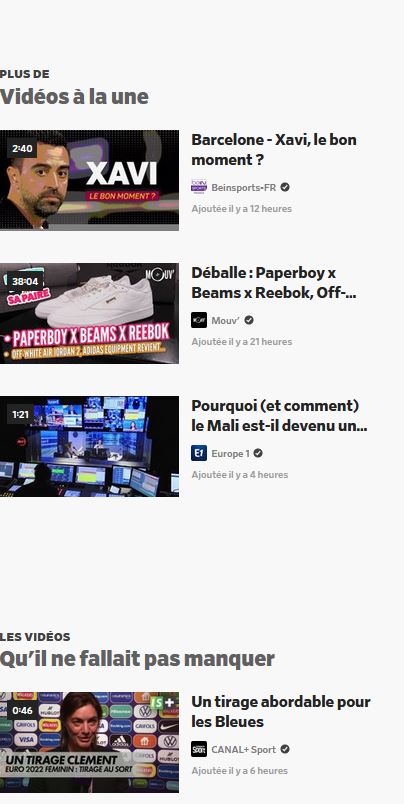 PLUS DE
Vidéos à la une
2:40
XAVI
LE BON MOMENT ?
Barcelone - Xavi, le bon
moment ?
beIN
SPORTS
Beinsports-FR
Ajoutée il y a 12 heures
38:04
SA PAIRE
MOUV'
PAPERBOY X BEAMS X REEBOK
OFF-WHITE AIR JORDAN 2, ADIDAS EQUIPMENT REVIENT...
Déballe : Paperboy x
Beams x Reebok, Off-...
Mouv'
Ajoutée il y a 21 heures
1:21
Pourquoi (et comment)
le Mali est-il devenu un...
E1
Europe 1
Ajoutée il y a 4 heures
LES VIDÉOS
Qu'il ne fallait pas manquer
0:46
UN TIRAGE CLEMENT
EURO 2022 FEMININ : TIRAGE AU SORT
Un tirage abordable pour
les Bleues
CANAL+ Sport
Ajoutée il y a 6 heures